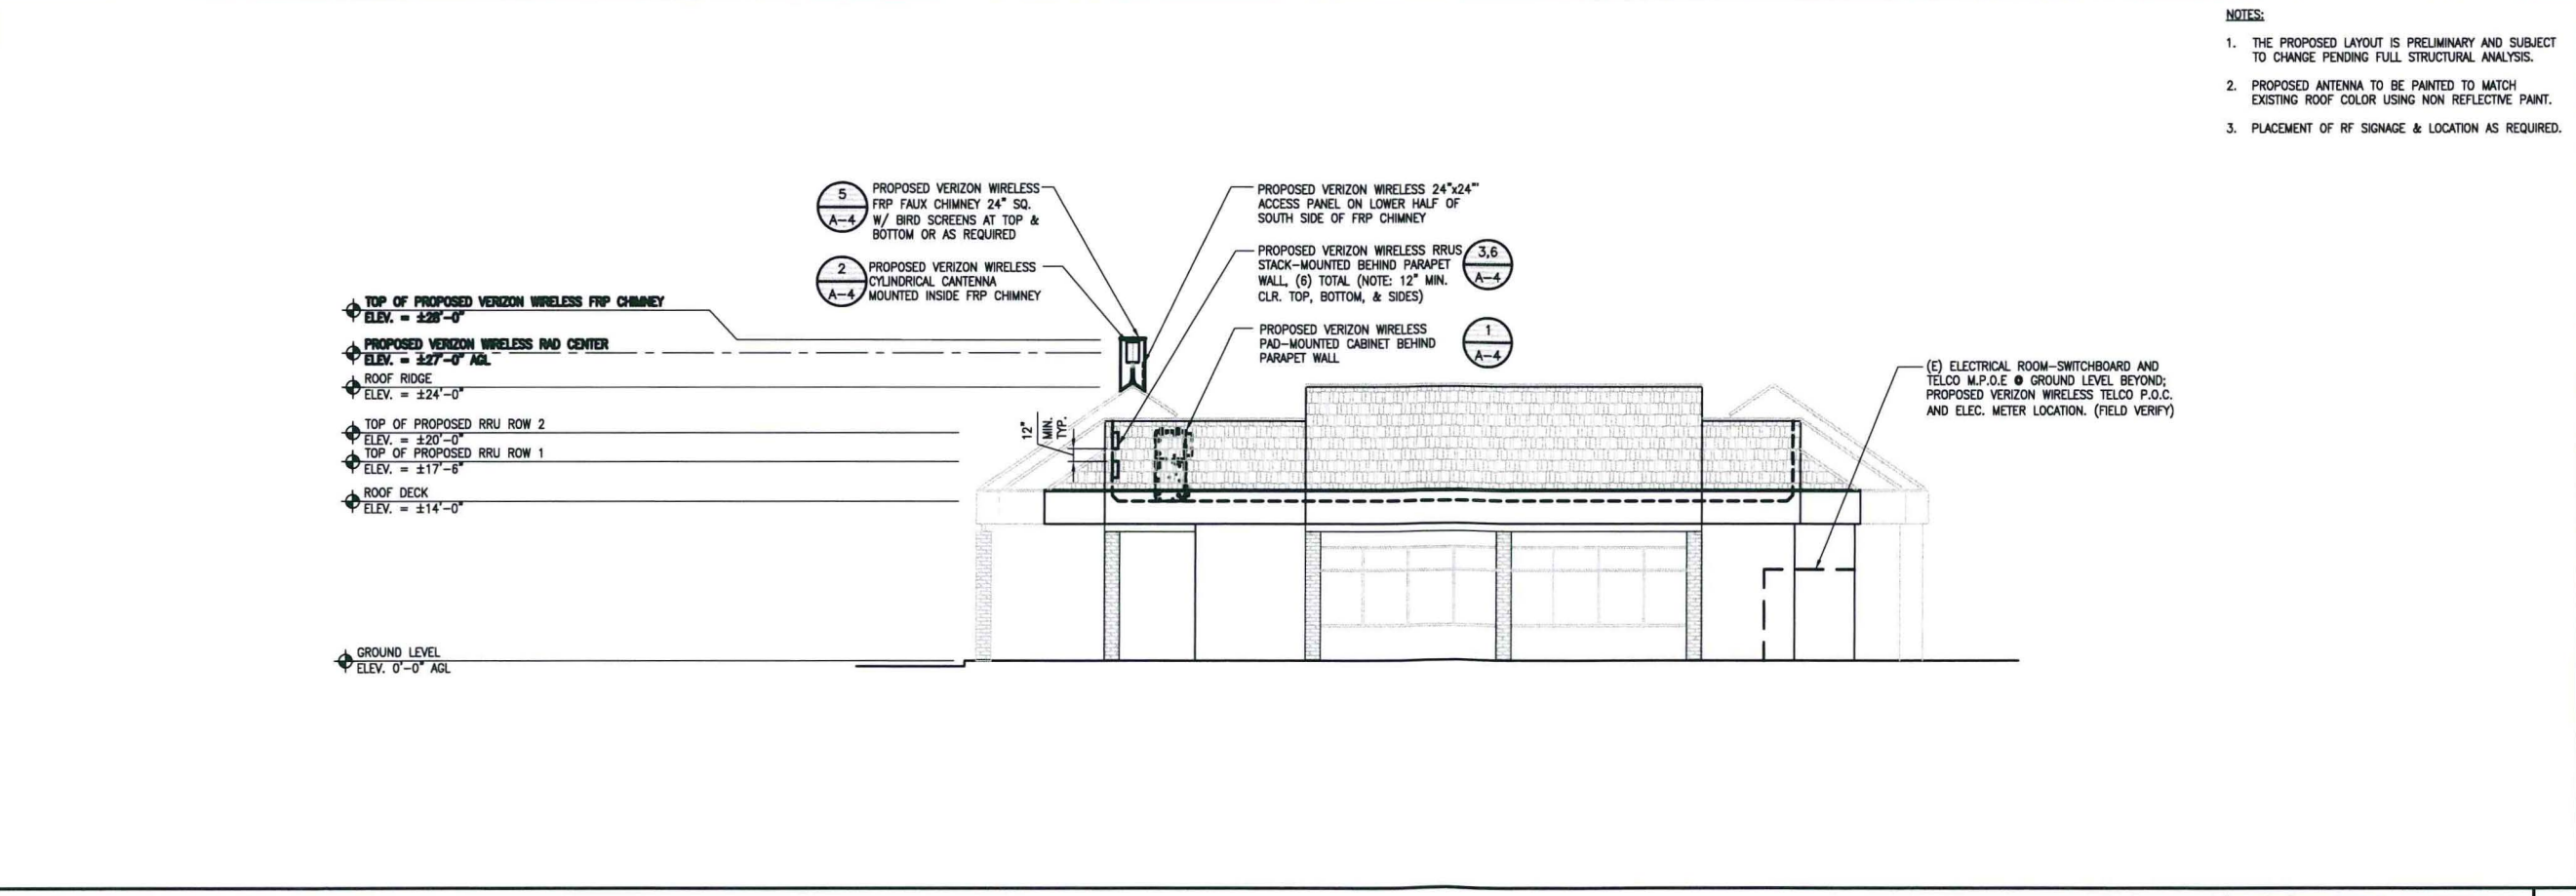 NOTES:
1. THE PROPOSED LAYOUT IS PRELIMINARY AND SUBJECT
TO CHANGE PENDING FULL STRUCTURAL ANALYSIS.
2. PROPOSED ANTENNA TO BE PAINTED TO MATCH
EXISTING ROOF COLOR USING NON REFLECTIVE PAINT.
3. PLACEMENT OF RF SIGNAGE & LOCATION AS REQUIRED.
5
A-4
PROPOSED VERIZON WIRELESS
FRP FAUX CHIMNEY 24" SQ.
W/ BIRD SCREENS AT TOP &
BOTTOM OR AS REQUIRED
2
A-4
PROPOSED VERIZON WIRELESS
CYLINDRICAL CANTENNA
MOUNTED INSIDE FRP CHIMNEY
PROPOSED VERIZON WIRELESS 24"x24"'
ACCESS PANEL ON LOWER HALF OF
SOUTH SIDE OF FRP CHIMNEY
PROPOSED VERIZON WIRELESS RRUS
STACK-MOUNTED BEHIND PARAPET
WALL, (6) TOTAL (NOTE: 12" MIN.
CLR. TOP, BOTTOM, & SIDES)
3,6
A-4
PROPOSED VERIZON WIRELESS
PAD-MOUNTED CABINET BEHIND
PARAPET WALL
1
A-4
(E) ELECTRICAL ROOM-SWITCHBOARD AND
TELCO M.P.O.E @ GROUND LEVEL BEYOND;
PROPOSED VERIZON WIRELESS TELCO P.O.C.
AND ELEC. METER LOCATION. (FIELD VERIFY)
TOP OF PROPOSED VERIZON WIRELESS FRP CHIMNEY
ELEV. = ±28'-0"
PROPOSED VERIZON WIRELESS RAD CENTER
ELEV. = ±27'-0" AGL
ROOF RIDGE
ELEV. = ±24'-0"
TOP OF PROPOSED RRU ROW 2
ELEV. = ±20'-0"
TOP OF PROPOSED RRU ROW 1
ELEV. = ±17'-6"
ROOF DECK
ELEV. = ±14'-0"
12"
MIN.
TYP.
GROUND LEVEL
ELEV. 0'-0" AGL